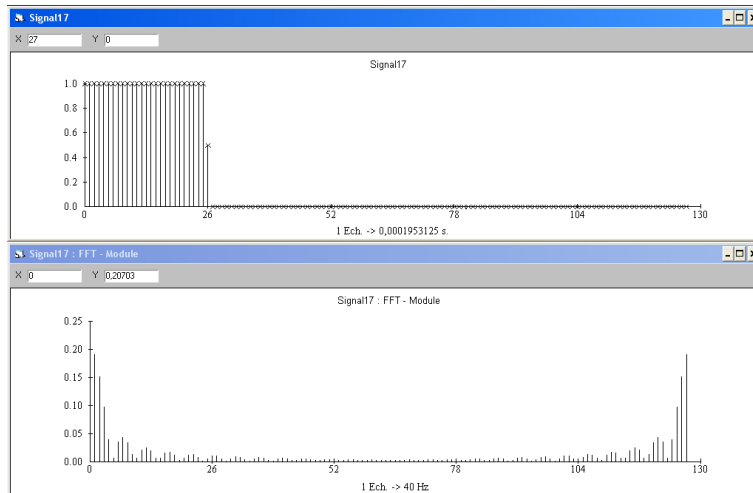 Signal17
X 27 Y 0
Signal17
1.0
0.8
0.6
0.4
0.2
0.0
0 26 52 78 104 130
1 Ech. -> 0,0001953125 s.
Signal17 : FFT - Module
X 0 Y 0,20703
Signal17 : FFT - Module
0.25
0.20
0.15
0.10
0.05
0.00
0 26 52 78 104 130
1 Ech. -> 40 Hz